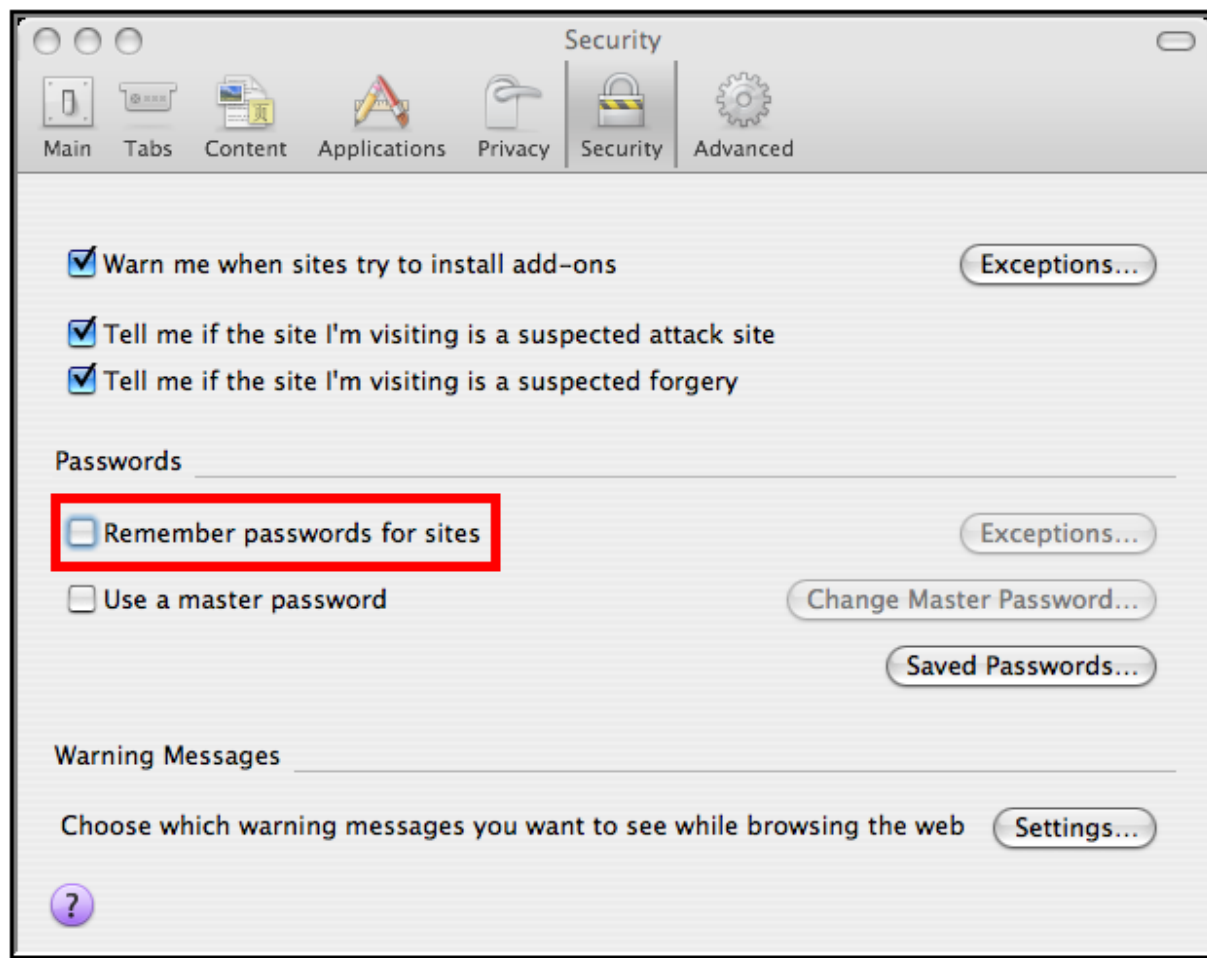 Security
Main Tabs Content Applications Privacy Security Advanced
Warn me when sites try to install add-ons Exceptions...
Tell me if the site I'm visiting is a suspected attack site
Tell me if the site I'm visiting is a suspected forgery
Passwords
Remember passwords for sites Exceptions...
Use a master password Change Master Password...
Saved Passwords...
Warning Messages
Choose which warning messages you want to see while browsing the web Settings...
?